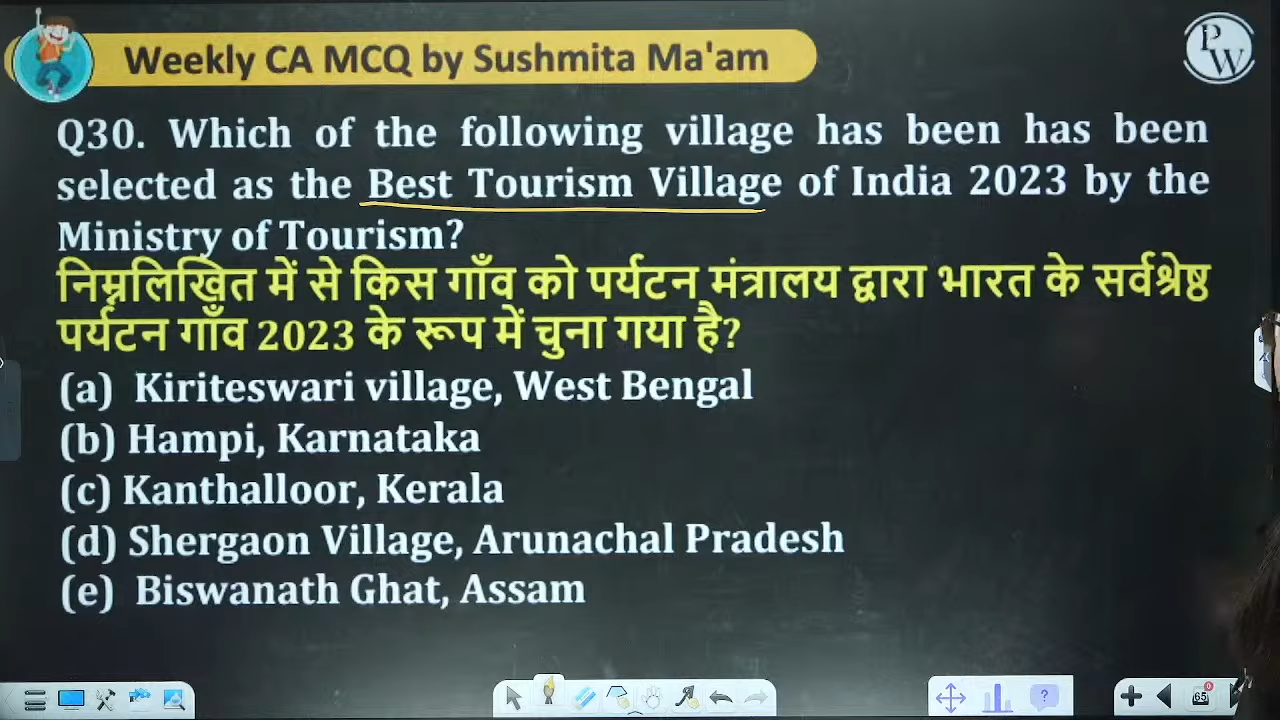 Weekly CA MCQ by Sushmita Ma'am
PW
Q30. Which of the following village has been has been
selected as the Best Tourism Village of India 2023 by the
Ministry of Tourism?
निम्नलिखित में से किस गाँव को पर्यटन मंत्रालय द्वारा भारत के सर्वश्रेष्ठ
पर्यटन गाँव 2023 के रूप में चुना गया है?
(a) Kiriteswari village, West Bengal
(b) Hampi, Karnataka
(c) Kanthalloor, Kerala
(d) Shergaon Village, Arunachal Pradesh
(e) Biswanath Ghat, Assam
65
0